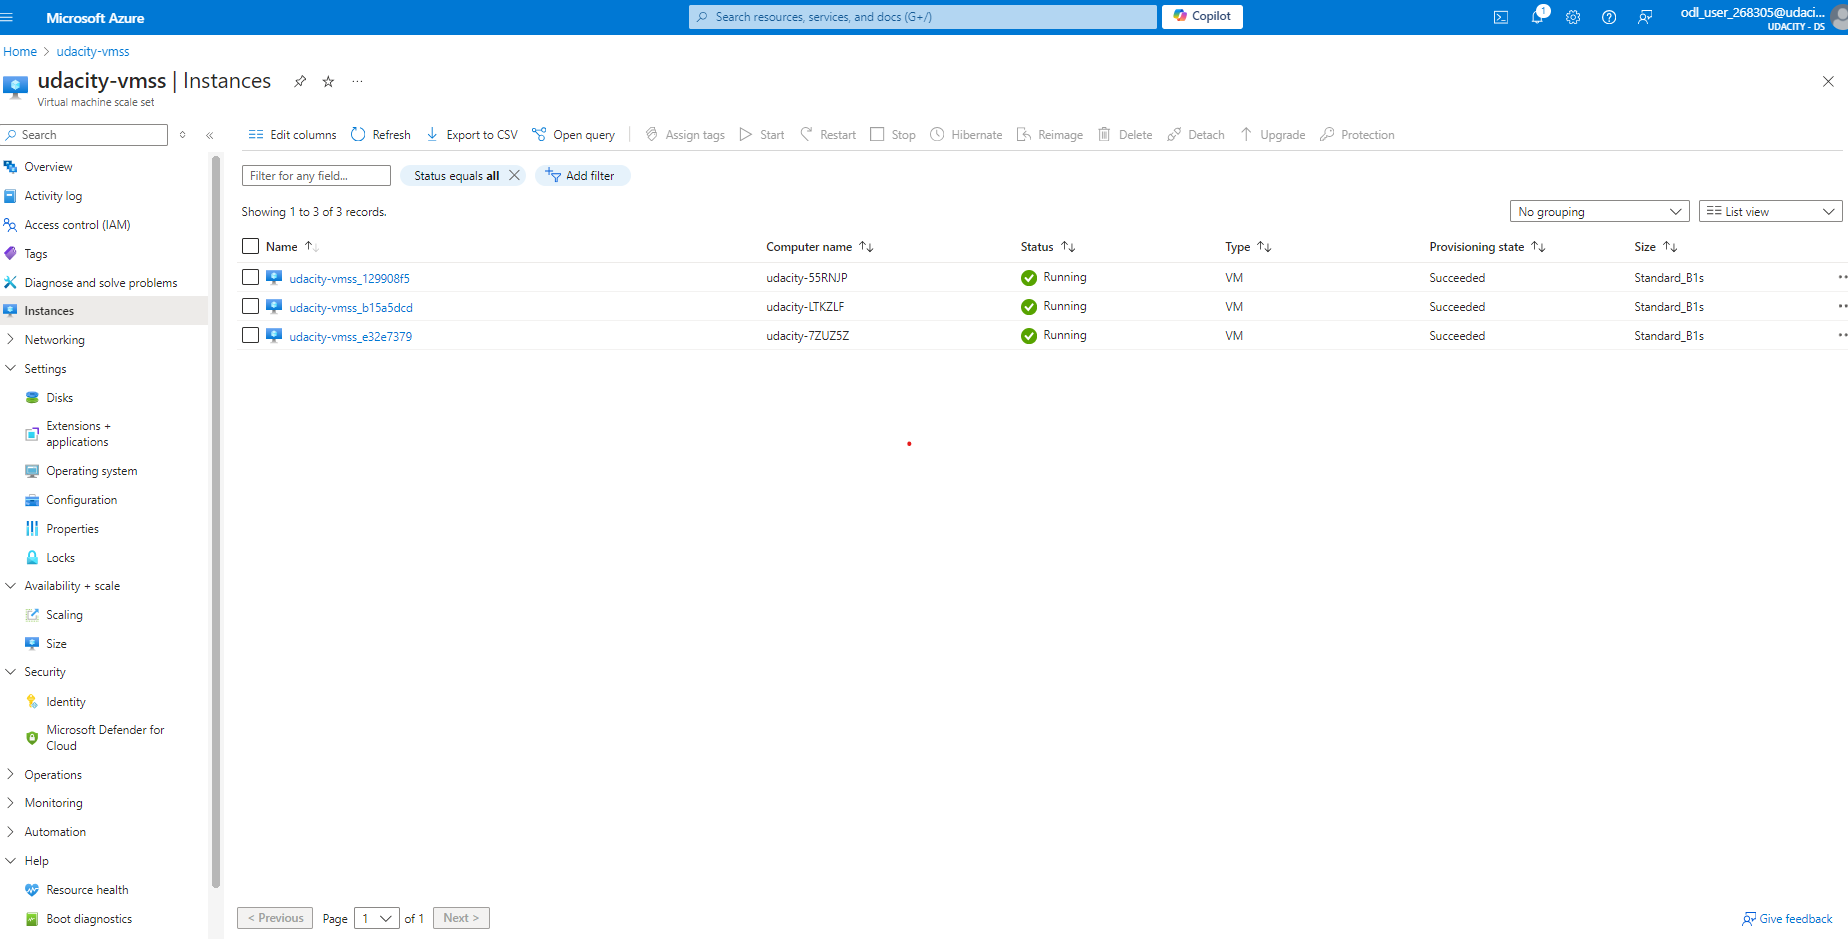 Microsoft Azure
Search resources, services, and docs (G+/)
Copilot
1
odl_user_268305@udaci...
UDACITY - DS
Home > udacity-vmss
udacity-vmss | Instances
Virtual machine scale set
Search
Overview
Activity log
Access control (IAM)
Tags
Diagnose and solve problems
Instances
Networking
Settings
Disks
Extensions +
applications
Operating system
Configuration
Properties
Locks
Availability + scale
Scaling
Size
Security
Identity
Microsoft Defender for
Cloud
Operations
Monitoring
Automation
Help
Resource health
Boot diagnostics
Edit columns Refresh Export to CSV Open query Assign tags Start Restart Stop Hibernate Reimage Delete Detach Upgrade Protection
Filter for any field... Status equals all Add filter
Showing 1 to 3 of 3 records.
No grouping List view
Name Computer name Status Type Provisioning state Size
udacity-vmss_129908f5 udacity-55RNJP Running VM Succeeded Standard_B1s
udacity-vmss_b15a5dcd udacity-LTKZLF Running VM Succeeded Standard_B1s
udacity-vmss_e32e7379 udacity-7ZUZ5Z Running VM Succeeded Standard_B1s
< Previous Page 1 of 1 Next >
Give feedback